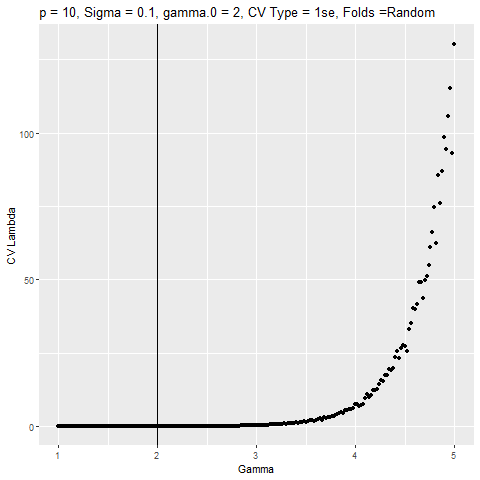 p = 10, Sigma = 0.1, gamma.0 = 2, CV Type = 1se, Folds =Random
100
50
0
CV Lambda
1 2 3 4 5
Gamma